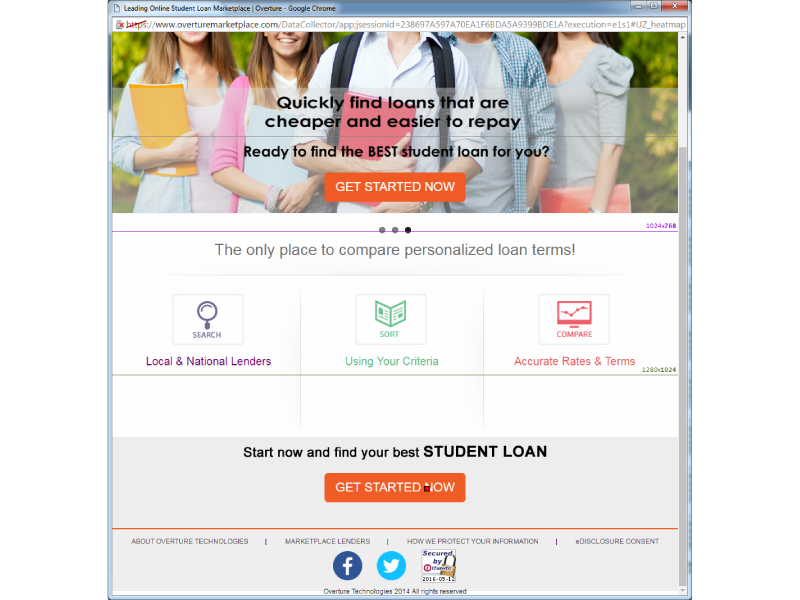 Leading Online Student Loan Marketplace | Overture - Google Chrome
https://www.overturemarketplace.com/DataCollector/app;jsessionid=238697A597A70EA1F6BDA5A9399BDE1A?execution=e1s1#UZ_heatmap
Quickly find loans that are
cheaper and easier to repay
Ready to find the BEST student loan for you?
GET STARTED NOW
1024x768
The only place to compare personalized loan terms!
SEARCH
SORT
COMPARE
Local & National Lenders
Using Your Criteria
Accurate Rates & Terms
1280x1024
Start now and find your best STUDENT LOAN
GET STARTED NOW
ABOUT OVERTURE TECHNOLOGIES | MARKETPLACE LENDERS | HOW WE PROTECT YOUR INFORMATION | eDISCLOSURE CONSENT
Secured
by
thawte
2016-05-12
Overture Technologies 2014 All rights reserved